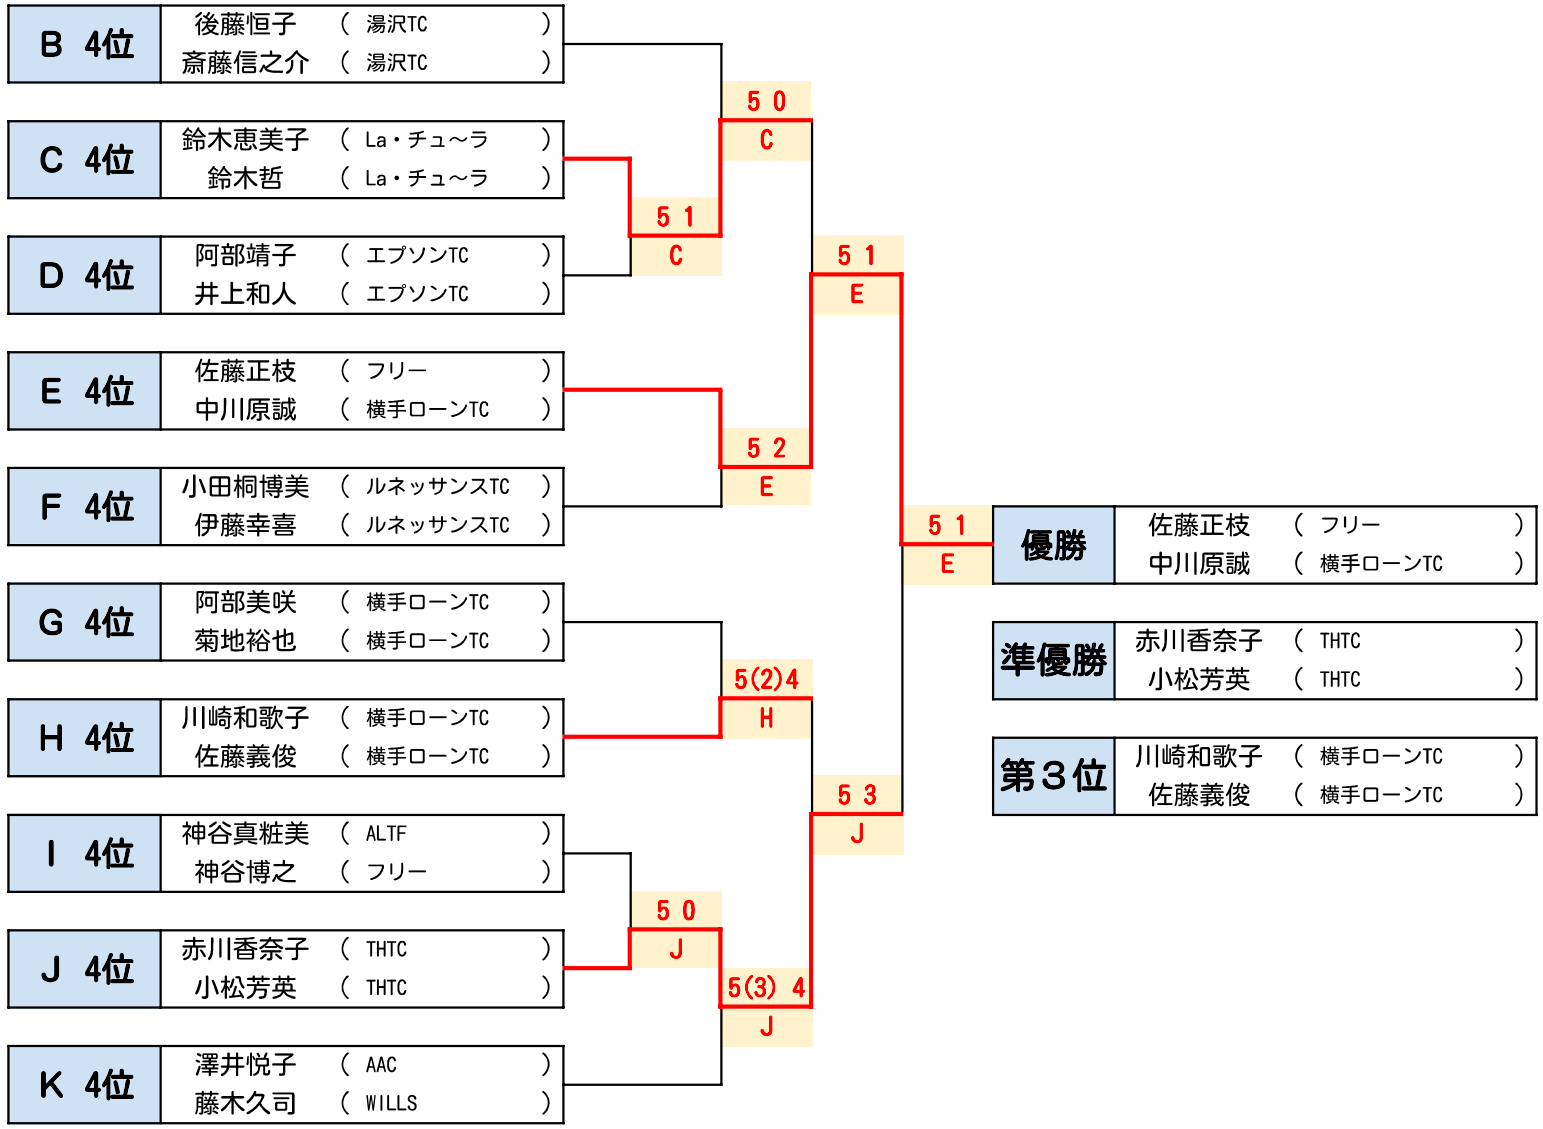 B 4位 後藤恒子 ( 湯沢TC )
斎藤信之介 ( 湯沢TC )
5 0
C
C 4位 鈴木恵美子 ( La・チュ～ラ )
鈴木哲 ( La・チュ～ラ )
5 1
C
D 4位 阿部靖子 ( エプソンTC )
井上和人 ( エプソンTC )
5 1
E
E 4位 佐藤正枝 ( フリー )
中川原誠 ( 横手ローンTC )
5 2
E
F 4位 小田桐博美 ( ルネッサンスTC )
伊藤幸喜 ( ルネッサンスTC )
5 1
E
優勝 佐藤正枝 ( フリー )
中川原誠 ( 横手ローンTC )
G 4位 阿部美咲 ( 横手ローンTC )
菊地裕也 ( 横手ローンTC )
準優勝 赤川香奈子 ( THTC )
小松芳英 ( THTC )
5(2)4
H
H 4位 川崎和歌子 ( 横手ローンTC )
佐藤義俊 ( 横手ローンTC )
第３位 川崎和歌子 ( 横手ローンTC )
佐藤義俊 ( 横手ローンTC )
5 3
J
I 4位 神谷真粧美 ( ALTF )
神谷博之 ( フリー )
5 0
J
J 4位 赤川香奈子 ( THTC )
小松芳英 ( THTC )
5(3) 4
J
K 4位 澤井悦子 ( AAC )
藤木久司 ( WILLS )